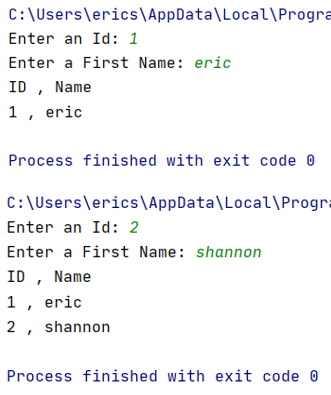 C:\Users\erics\AppData\Local\Progra
Enter an Id: 1
Enter a First Name: eric
ID , Name
1 , eric
Process finished with exit code 0
C:\Users\erics\AppData\Local\Progra
Enter an Id: 2
Enter a First Name: shannon
ID , Name
1 , eric
2 , shannon
Process finished with exit code 0